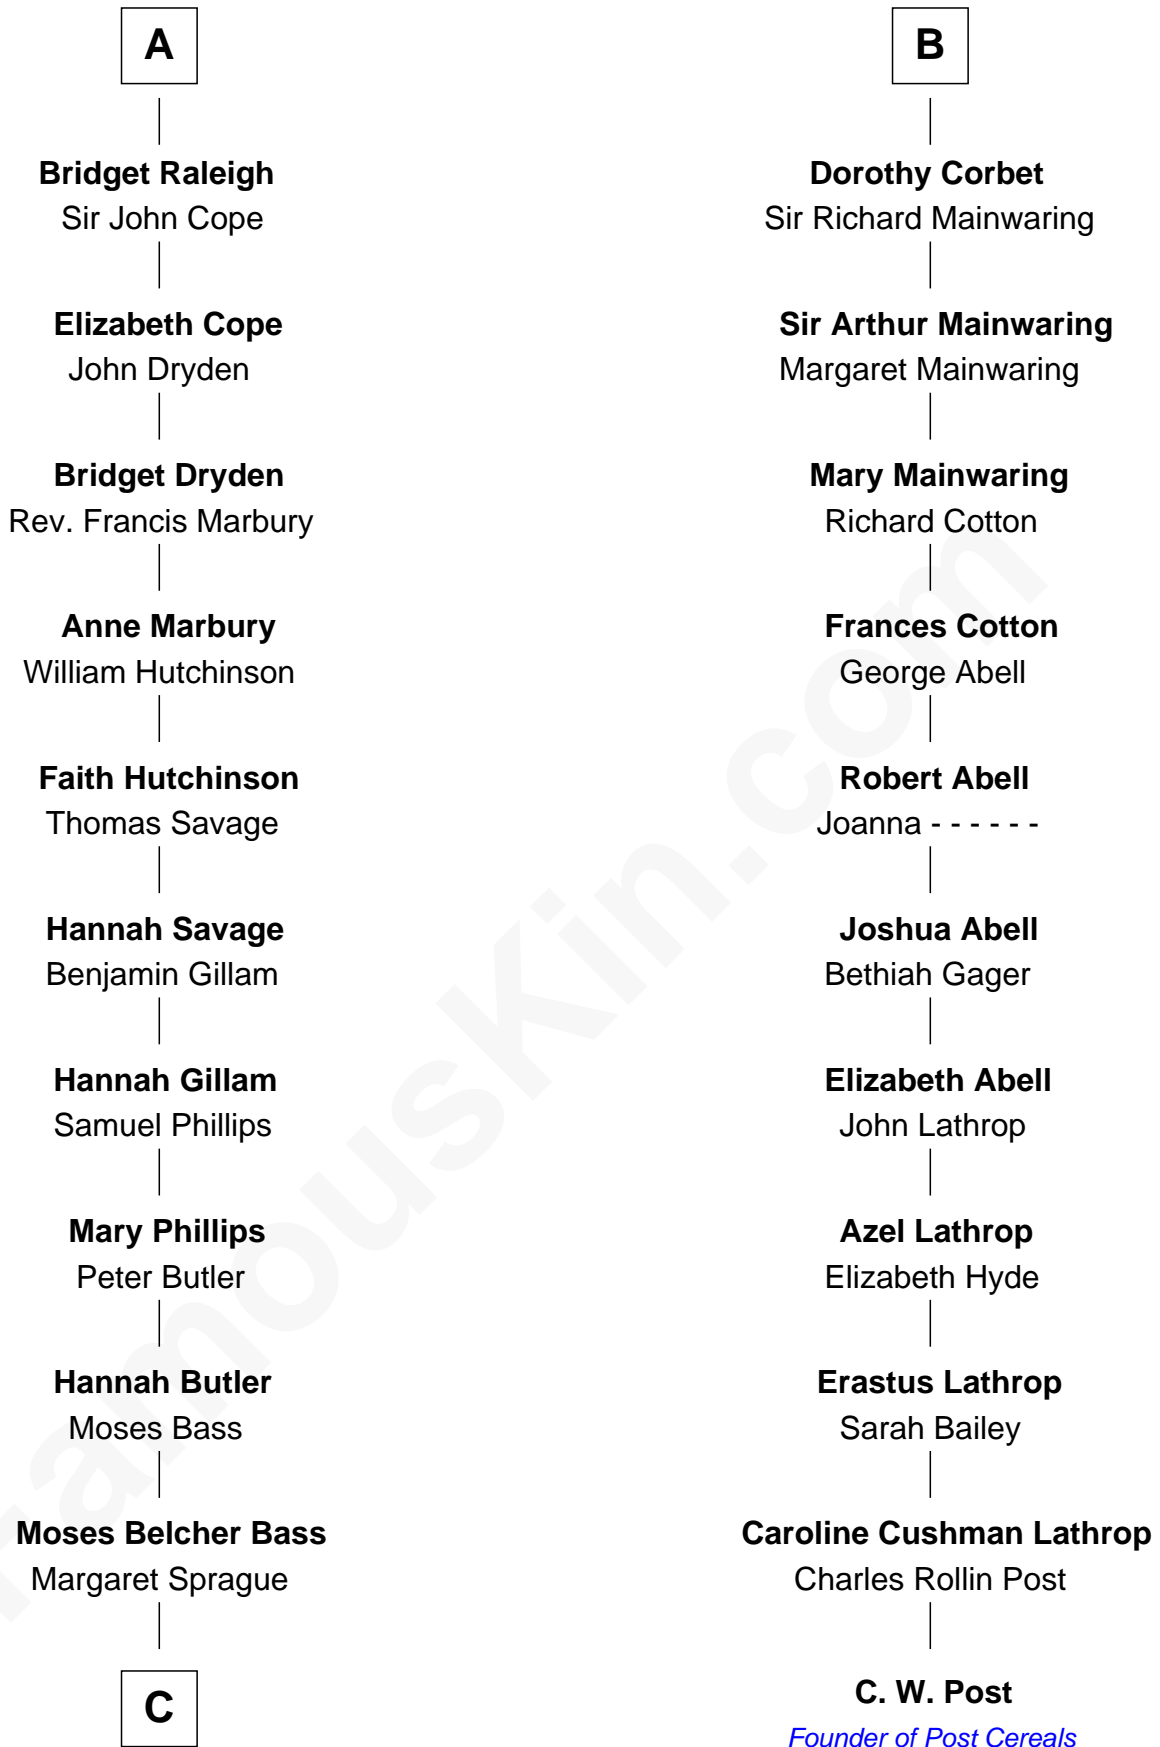 A
Bridget Raleigh
Sir John Cope
Elizabeth Cope
John Dryden
Bridget Dryden
Rev. Francis Marbury
Anne Marbury
William Hutchinson
Faith Hutchinson
Thomas Savage
Hannah Savage
Benjamin Gillam
Hannah Gillam
Samuel Phillips
Mary Phillips
Peter Butler
Hannah Butler
Moses Bass
Moses Belcher Bass
Margaret Sprague
C
B
Dorothy Corbet
Sir Richard Mainwaring
Sir Arthur Mainwaring
Margaret Mainwaring
Mary Mainwaring
Richard Cotton
Frances Cotton
George Abell
Robert Abell
Joanna - - - - - -
Joshua Abell
Bethiah Gager
Elizabeth Abell
John Lathrop
Azel Lathrop
Elizabeth Hyde
Erastus Lathrop
Sarah Bailey
Caroline Cushman Lathrop
Charles Rollin Post
C. W. Post
Founder of Post Cereals
FamousKin.com